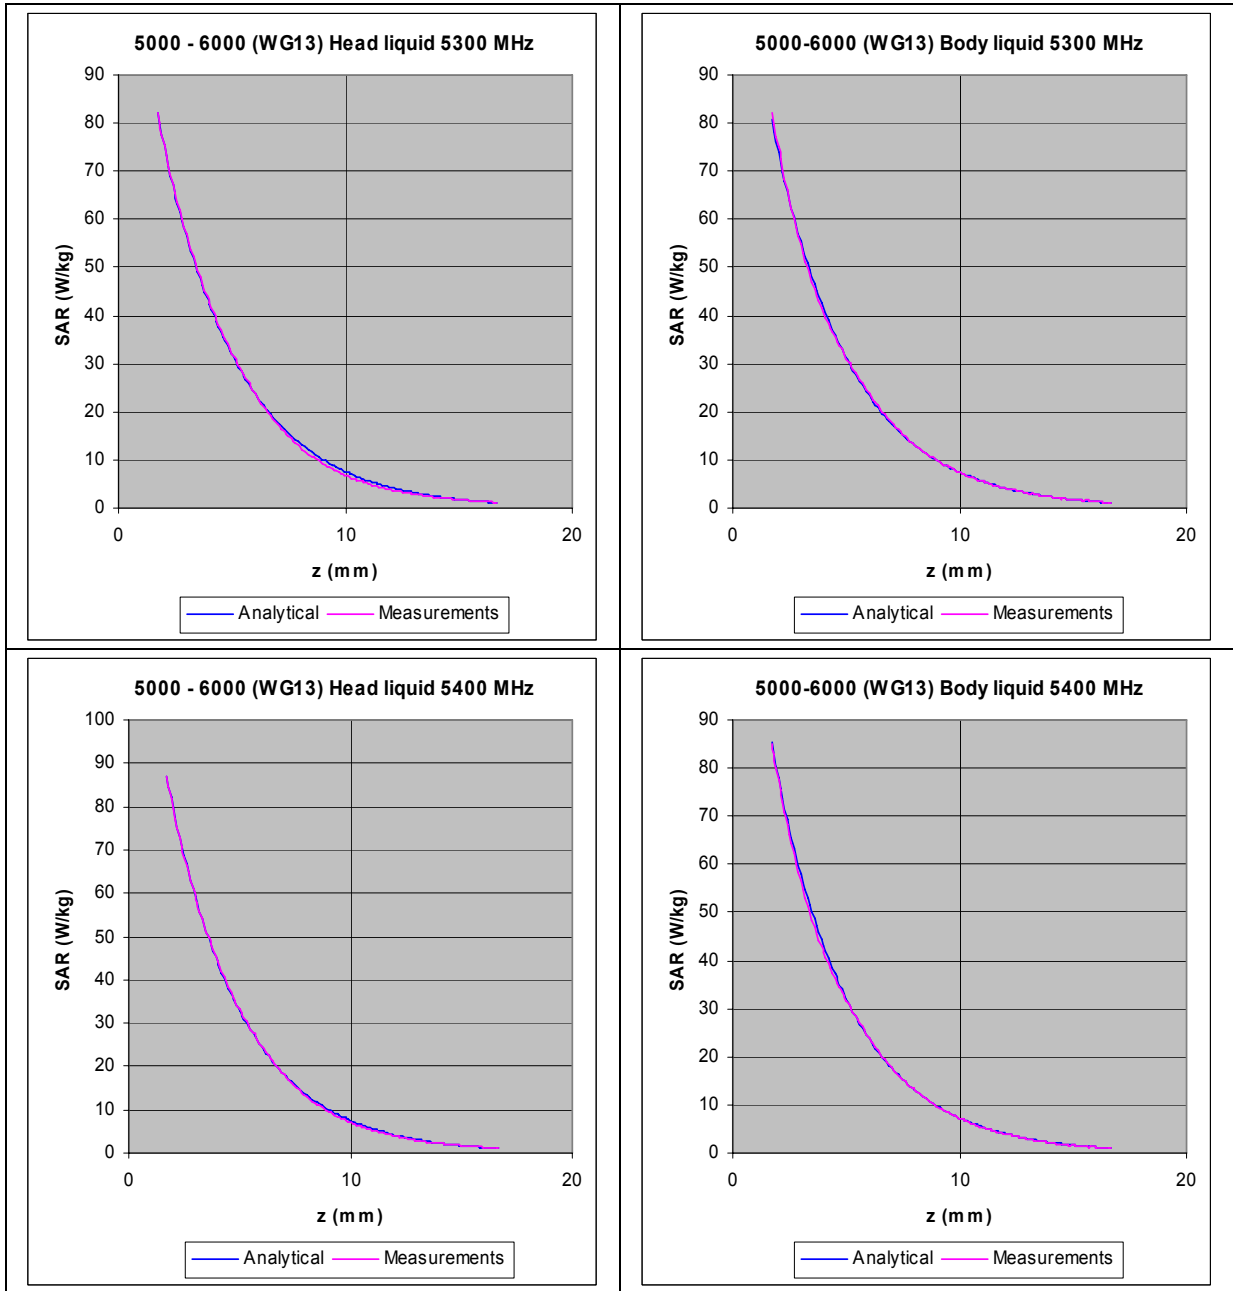 5000 - 6000 (WG13) Head liquid 5300 MHz
90
80
70
60
50
40
30
20
10
0
SAR (W/kg)
0 10 20
z (mm)
Analytical Measurements
5000-6000 (WG13) Body liquid 5300 MHz
90
80
70
60
50
40
30
20
10
0
SAR (W/kg)
0 10 20
z (mm)
Analytical Measurements
5000 - 6000 (WG13) Head liquid 5400 MHz
100
90
80
70
60
50
40
30
20
10
0
SAR (W/kg)
0 10 20
z (mm)
Analytical Measurements
5000-6000 (WG13) Body liquid 5400 MHz
90
80
70
60
50
40
30
20
10
0
SAR (W/kg)
0 10 20
z (mm)
Analytical Measurements